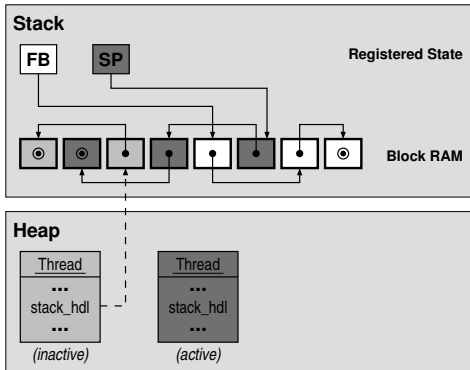 Stack
FB SP Registered State
Block RAM
Heap
Thread Thread
... ...
stack_hdl stack_hdl
... ...
(inactive) (active)